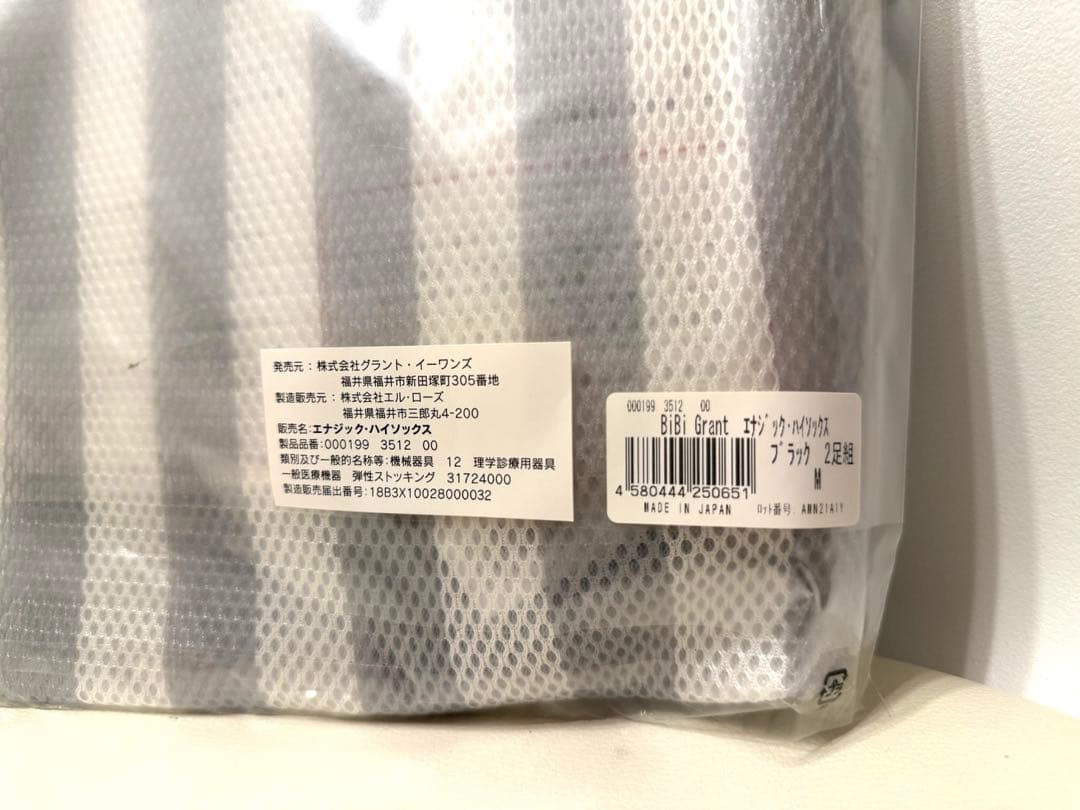 発売元：株式会社グラント・イーワンズ
福井県福井市新田塚町305番地
製造販売元：株式会社エル・ローズ
福井県福井市三郎丸4-200
販売名：エナジック・ハイソックス
製品品番：000199 3512 00
類別及び一般的名称等：機械器具 12 理学診療用器具
一般医療機器 弾性ストッキング 31724000
製造販売届出番号：18B3X10028000032
000199 3512 00
BiBi Grant ｴﾅｼﾞｯｸ･ﾊｲｿｯｸｽ
ﾌﾞﾗｯｸ 2足組
M
4 580444 250651
MADE IN JAPAN ﾛｯﾄ番号. AMN21A1Y
プラ